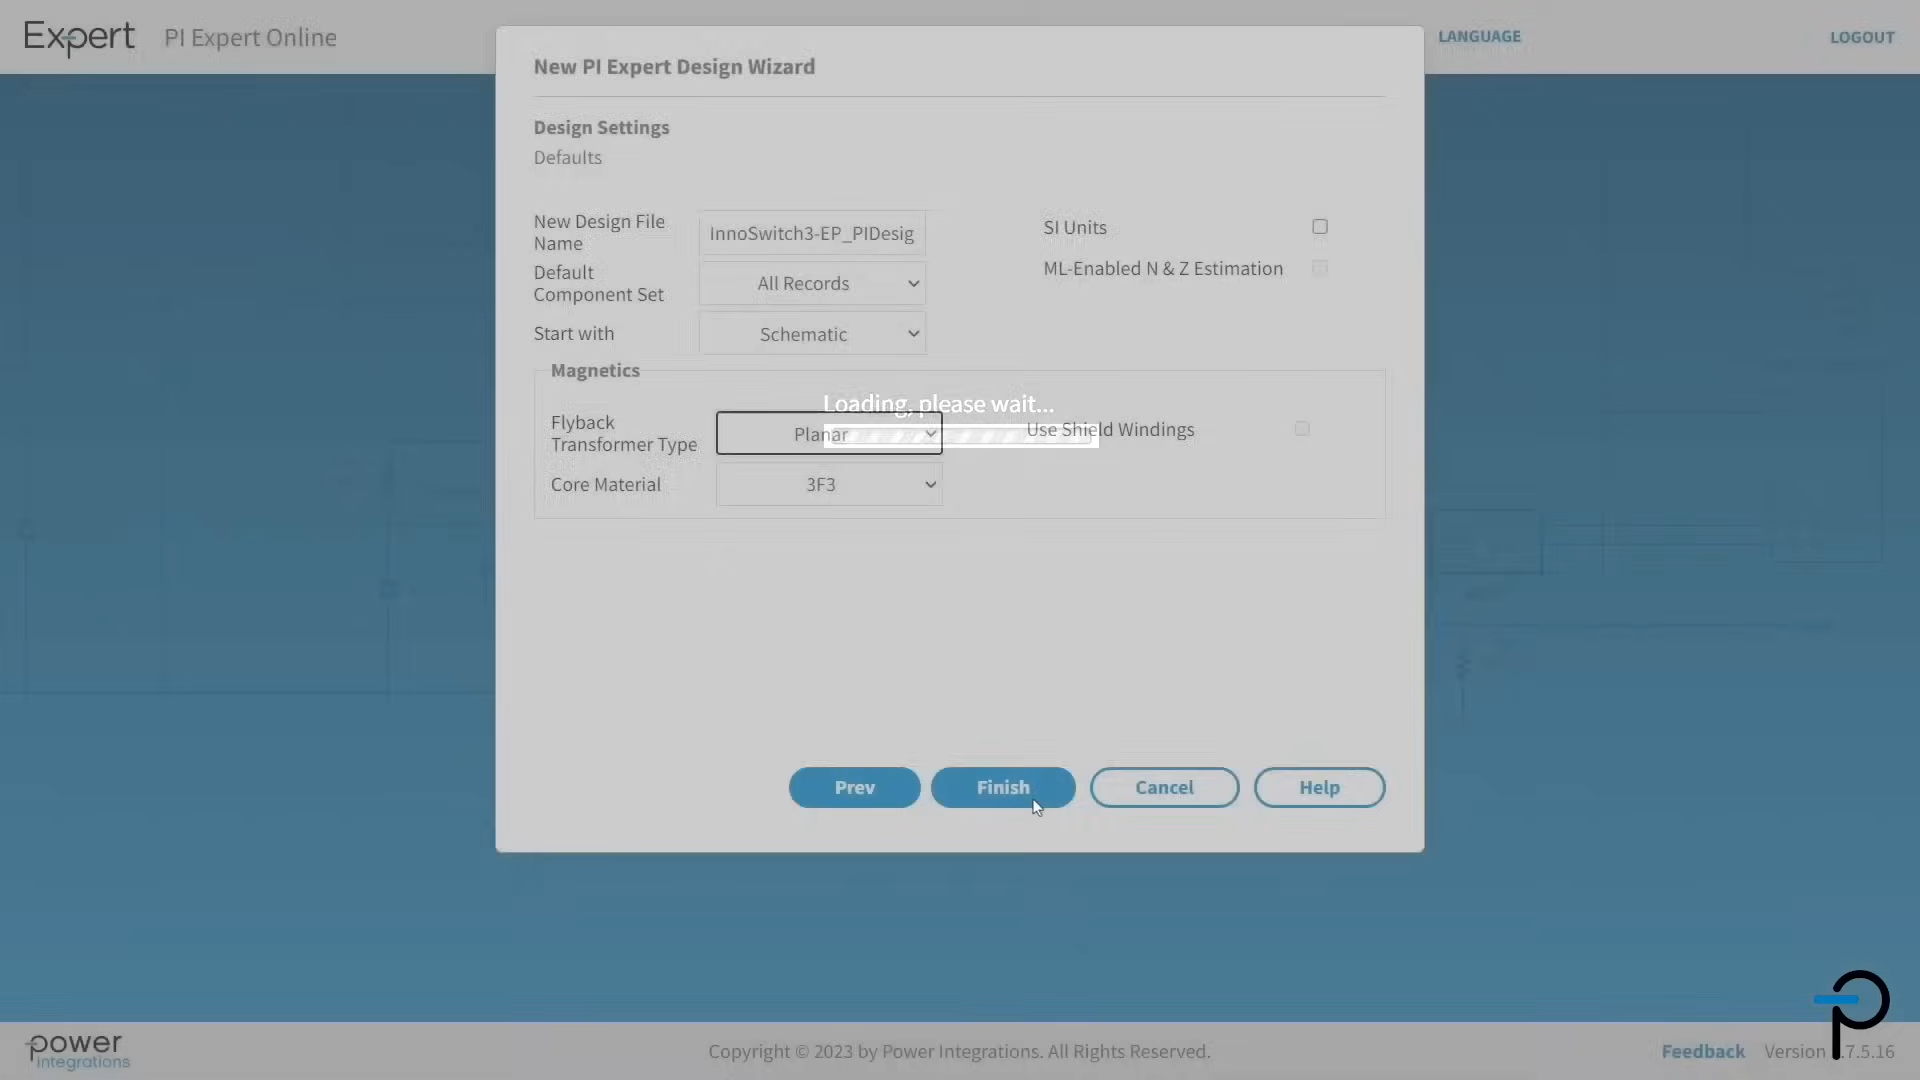 Expert
PI Expert Online
LANGUAGE
LOGOUT
New PI Expert Design Wizard
Design Settings
Defaults
New Design File
Name
InnoSwitch3-EP_PIDesig
SI Units
Default
Component Set
All Records
ML-Enabled N & Z Estimation
Start with
Schematic
Magnetics
Loading, please wait...
Flyback
Transformer Type
Planar
Use Shield Windings
Core Material
3F3
Prev
Finish
Cancel
Help
power
integrations
Copyright © 2023 by Power Integrations. All Rights Reserved.
Feedback
Version .7.5.16